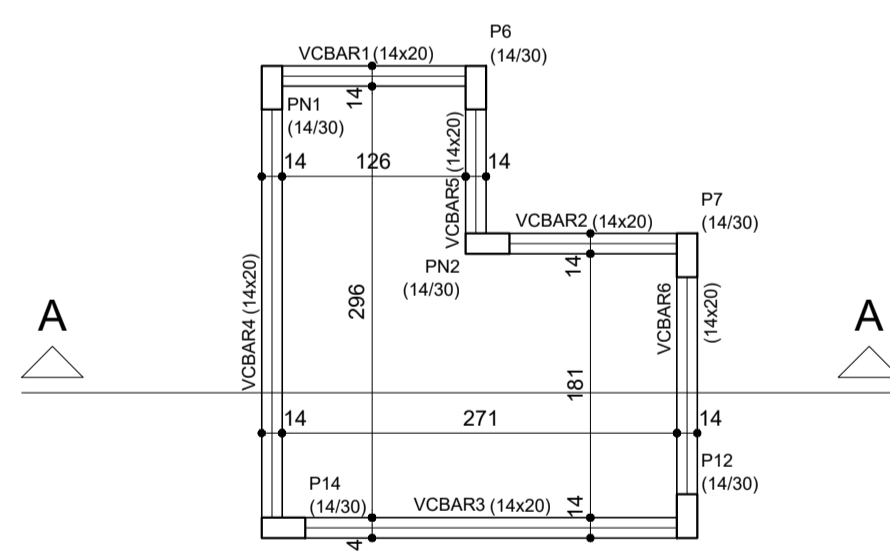 P6
(14/30)
VCBAR1 (14x20)
14
PN1
(14/30)
14
126
14
VCBAR5 (14x20)
P7
(14/30)
VCBAR2 (14x20)
PN2
(14/30)
14
296
VCBAR4 (14x20)
VCBAR6
(14x20)
A
A
181
14
271
14
P12
(14/30)
P14
(14/30)
VCBAR3 (14x20)
14
4